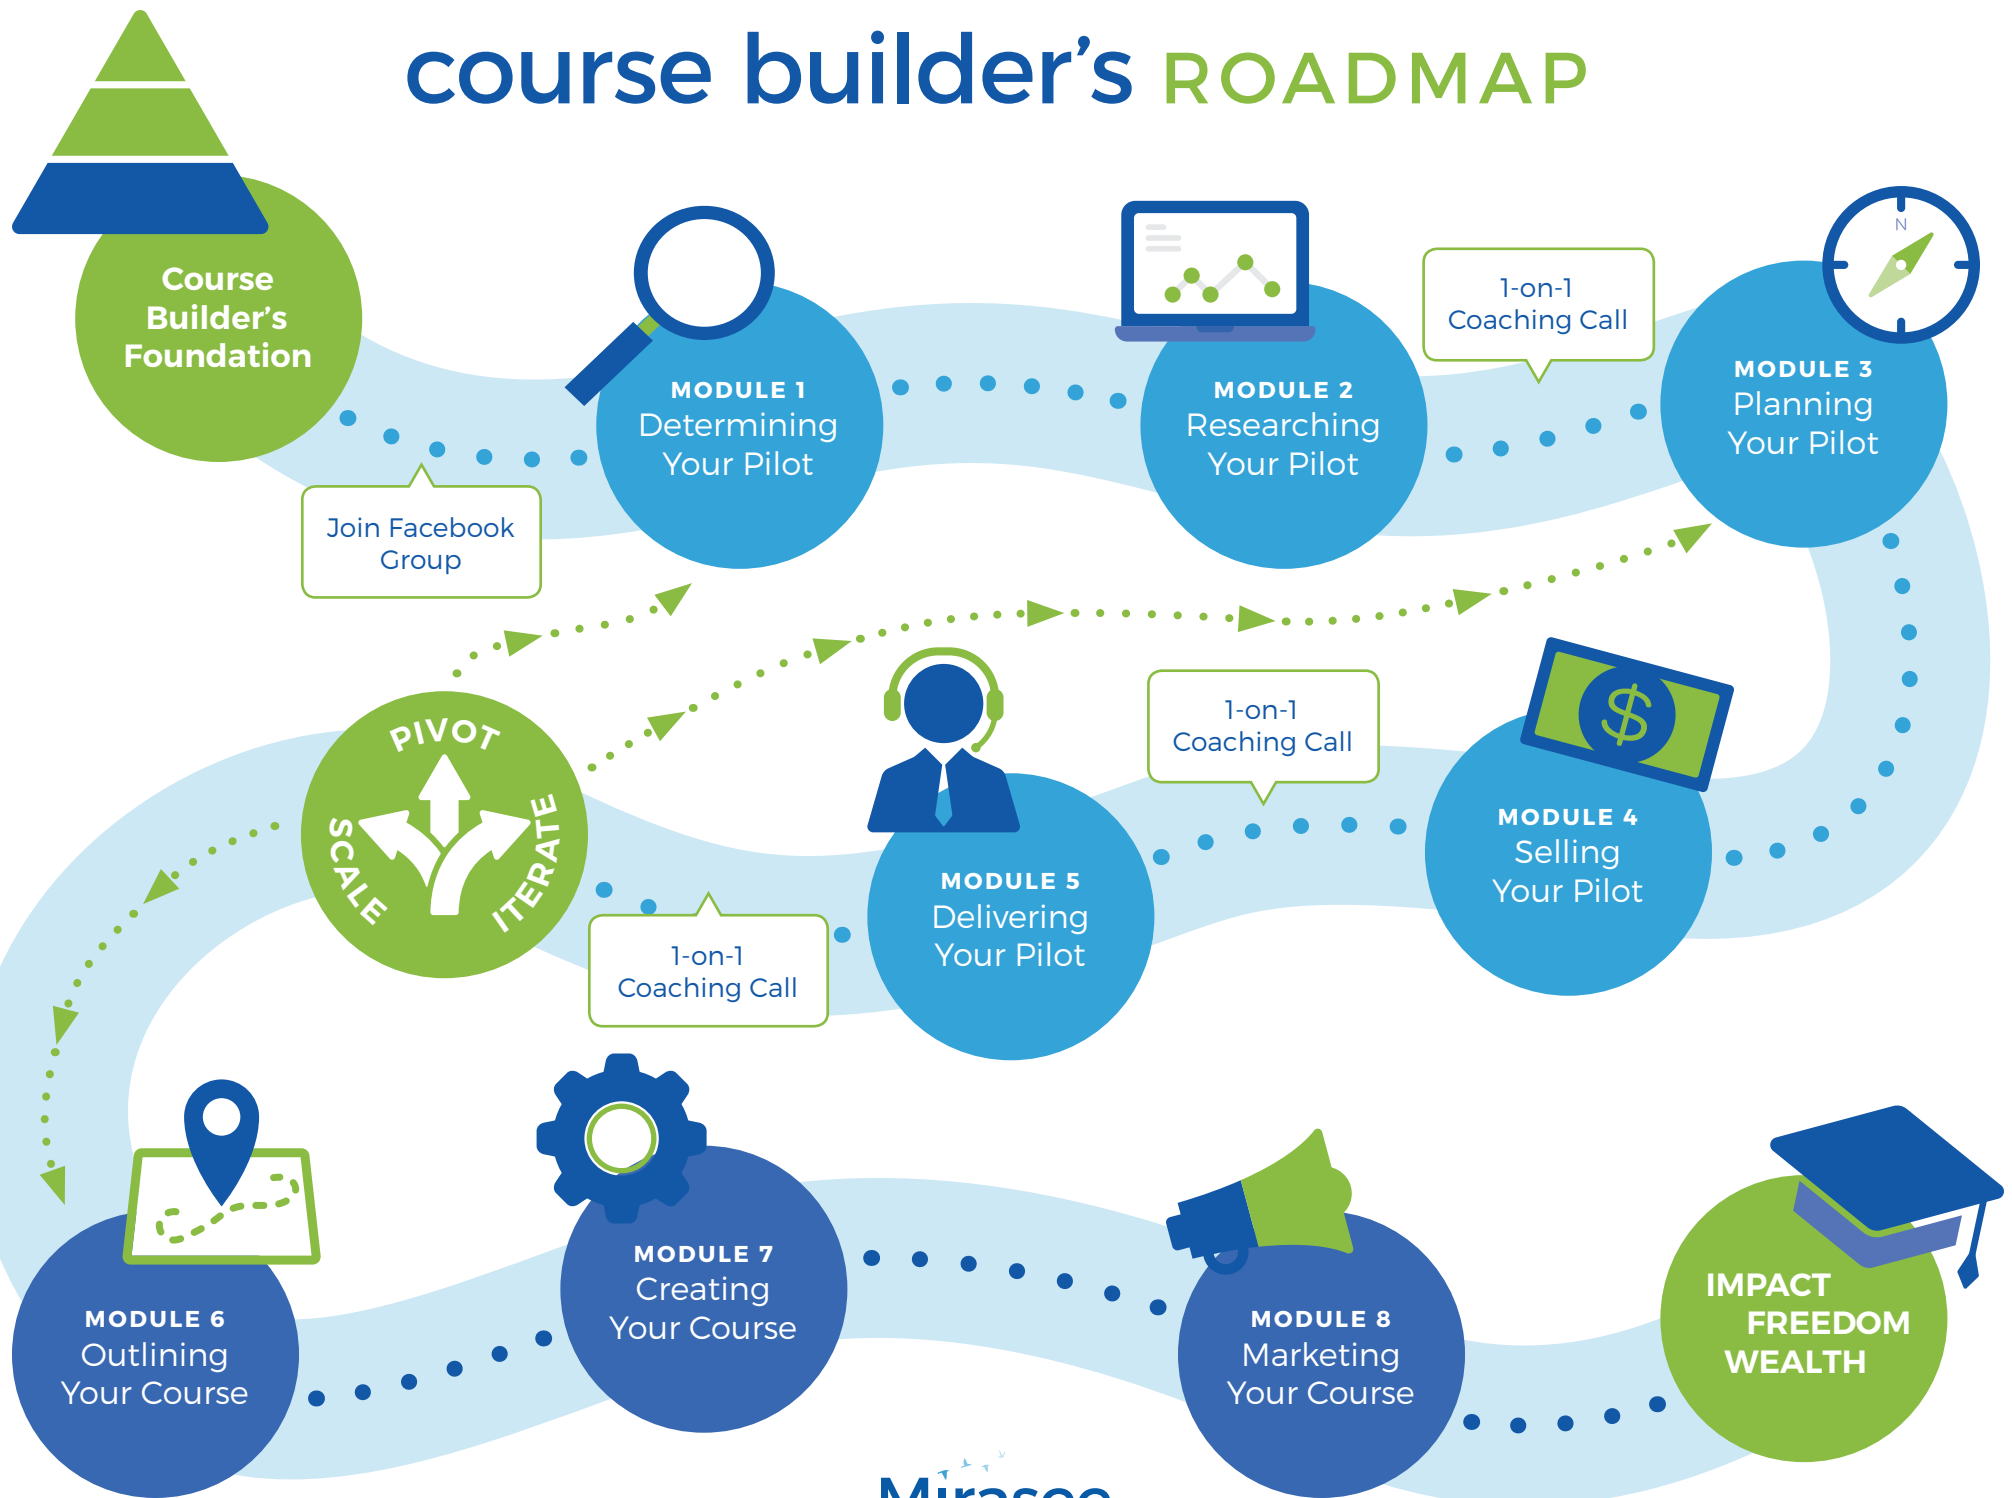 course builder's ROADMAP
Course
Builder's
Foundation
Join Facebook
Group
MODULE 1
Determining
Your Pilot
MODULE 2
Researching
Your Pilot
1-on-1
Coaching Call
N
MODULE 3
Planning
Your Pilot
$
MODULE 4
Selling
Your Pilot
1-on-1
Coaching Call
MODULE 5
Delivering
Your Pilot
1-on-1
Coaching Call
PIVOT
SCALE
ITERATE
MODULE 6
Outlining
Your Course
MODULE 7
Creating
Your Course
MODULE 8
Marketing
Your Course
IMPACT
FREEDOM
WEALTH
Mirasee